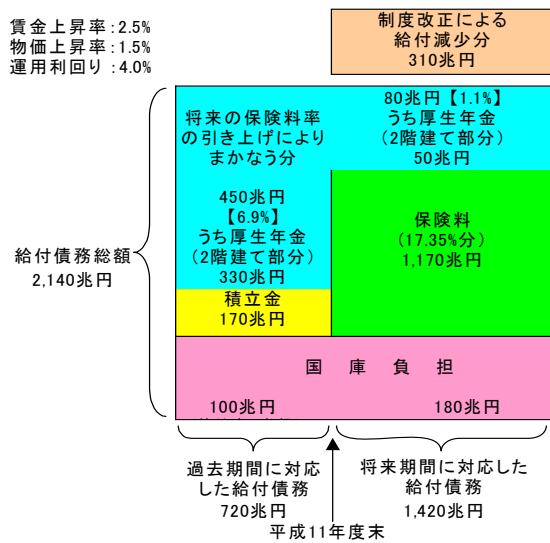 賃金上昇率:2.5%
物価上昇率:1.5%
運用利回り:4.0%
制度改正による
給付減少分
310兆円
将来の保険料率
の引き上げにより
まかなう分
450兆円
【6.9%】
うち厚生年金
(2階建て部分)
330兆円
80兆円【1.1%】
うち厚生年金
(2階建て部分)
50兆円
保険料
(17.35%分)
1,170兆円
給付債務総額
2,140兆円
積立金
170兆円
国 庫 負 担
100兆円
180兆円
過去期間に対応
した給付債務
720兆円
将来期間に対応した
給付債務
1,420兆円
平成11年度末